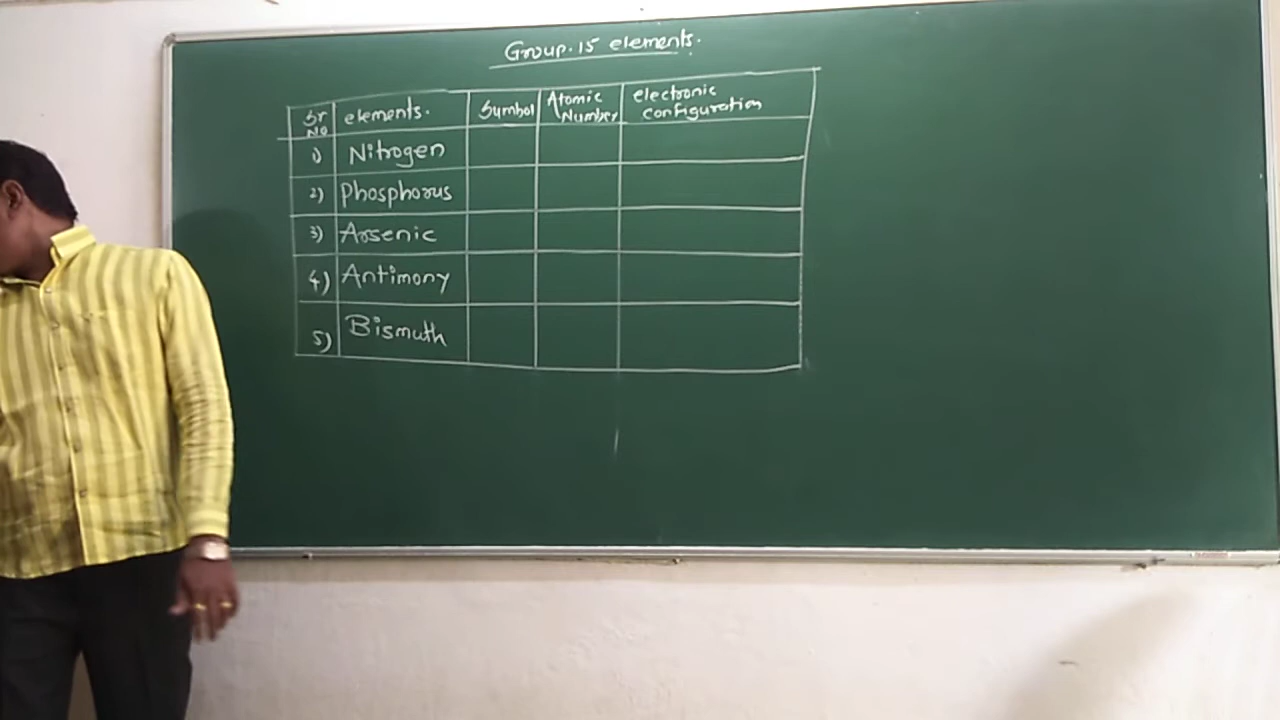 Group. 15 elements.
Sr No elements. Symbol Atomic Number electronic configuration
1) Nitrogen
2) Phosphorus
3) Arsenic
4) Antimony
5) Bismuth